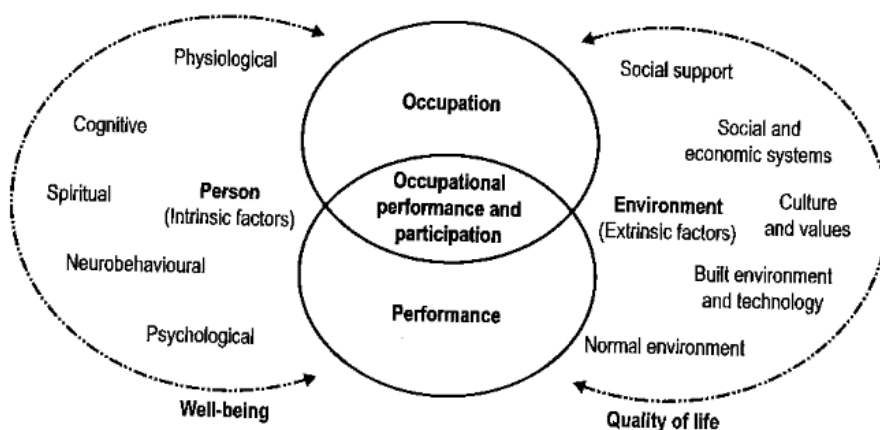 Physiological
Cognitive
Spiritual
Person
(Intrinsic factors)
Neurobehavioural
Psychological
Well-being
Occupation
Occupational
performance and
participation
Performance
Social support
Social and
economic systems
Environment
(Extrinsic factors)
Culture
and values
Built environment
and technology
Normal environment
Quality of life